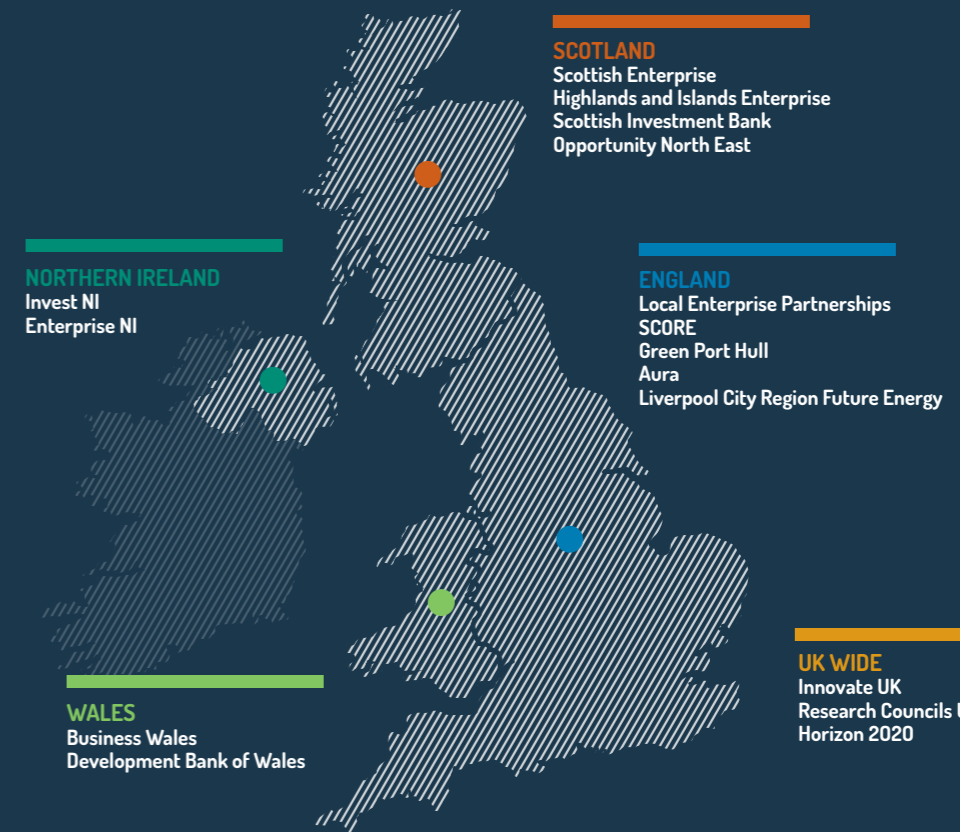 SCOTLAND
Scottish Enterprise
Highlands and Islands Enterprise
Scottish Investment Bank
Opportunity North East
NORTHERN IRELAND
Invest NI
Enterprise NI
ENGLAND
Local Enterprise Partnerships
SCORE
Green Port Hull
Aura
Liverpool City Region Future Energy
UK WIDE
Innovate UK
Research Councils
Horizon 2020
WALES
Business Wales
Development Bank of Wales